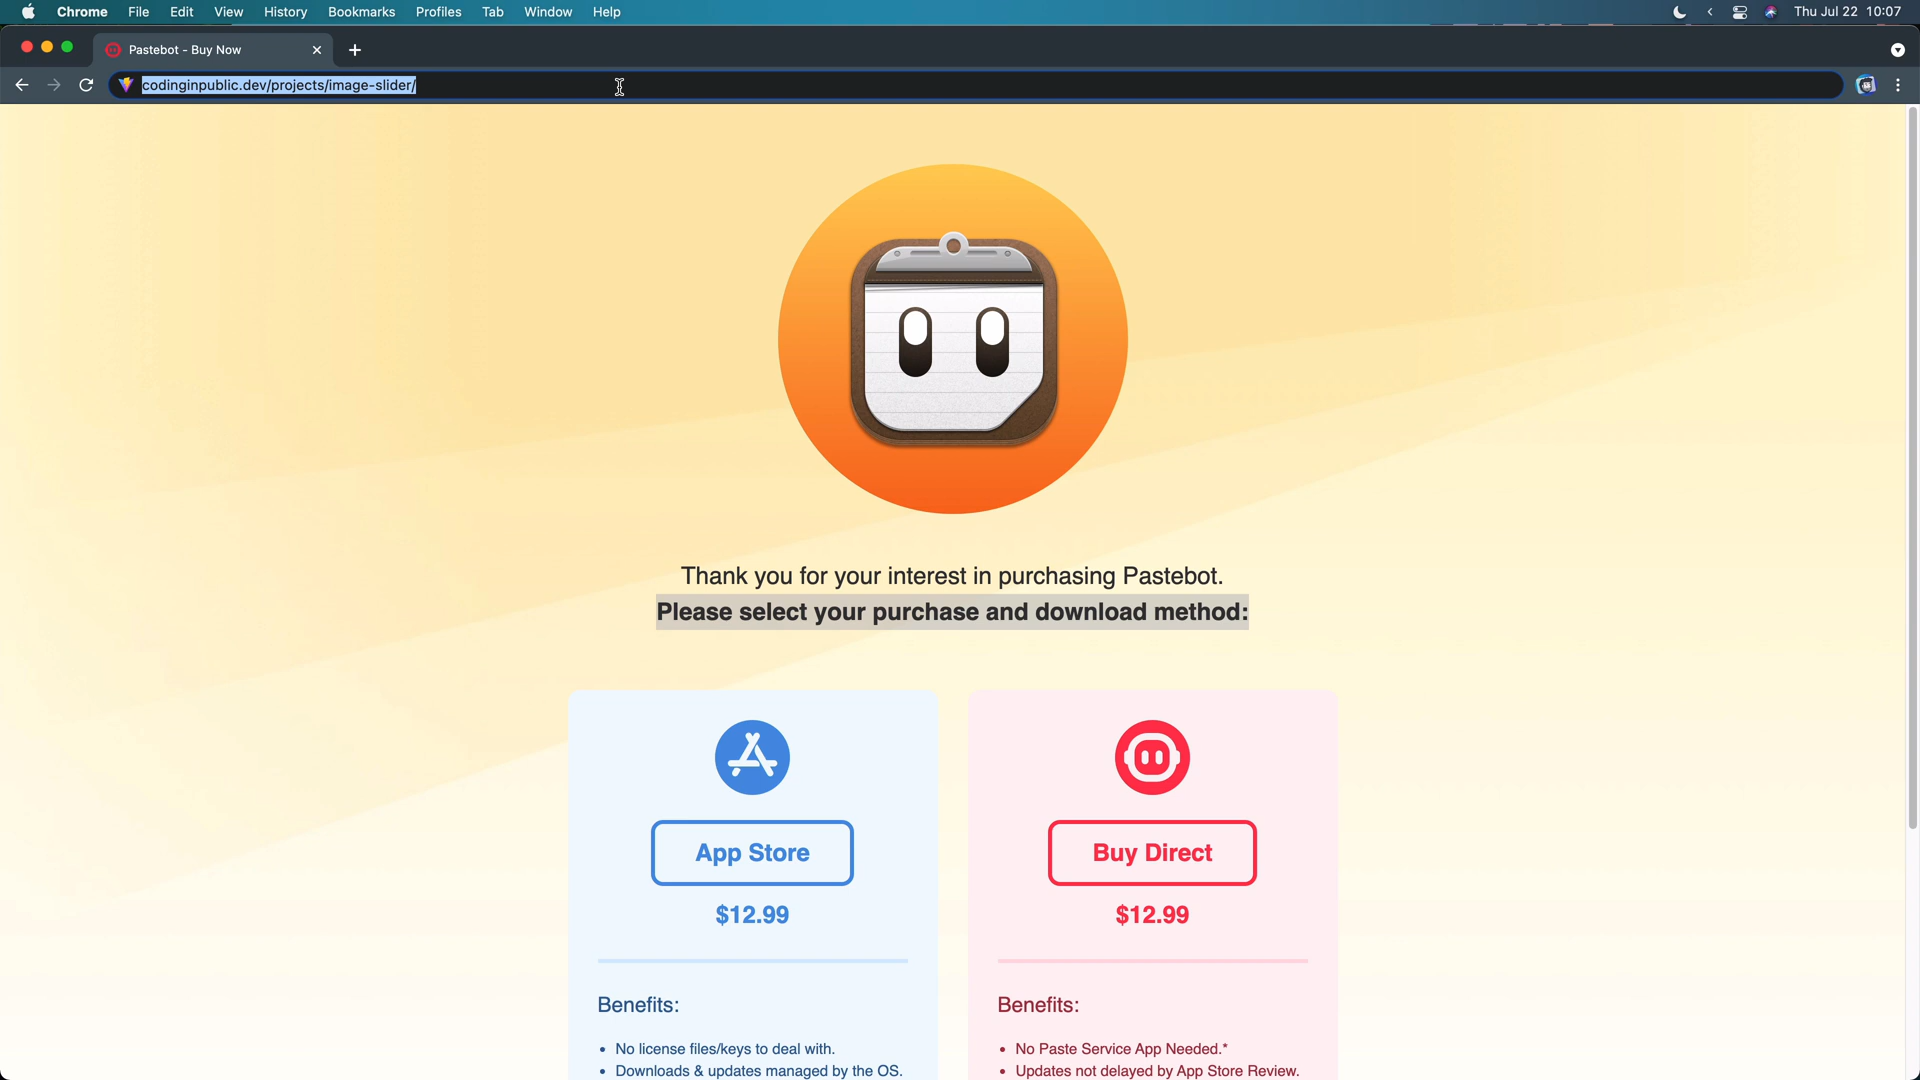 Chrome File Edit View History Bookmarks Profiles Tab Window Help Thu Jul 22 10:07
Pastebot - Buy Now
codinginpublic.dev/projects/image-slider/
Thank you for your interest in purchasing Pastebot.
Please select your purchase and download method:
App Store
$12.99
Benefits:
• No license files/keys to deal with.
• Downloads & updates managed by the OS.
Buy Direct
$12.99
Benefits:
• No Paste Service App Needed.*
• Updates not delayed by App Store Review.